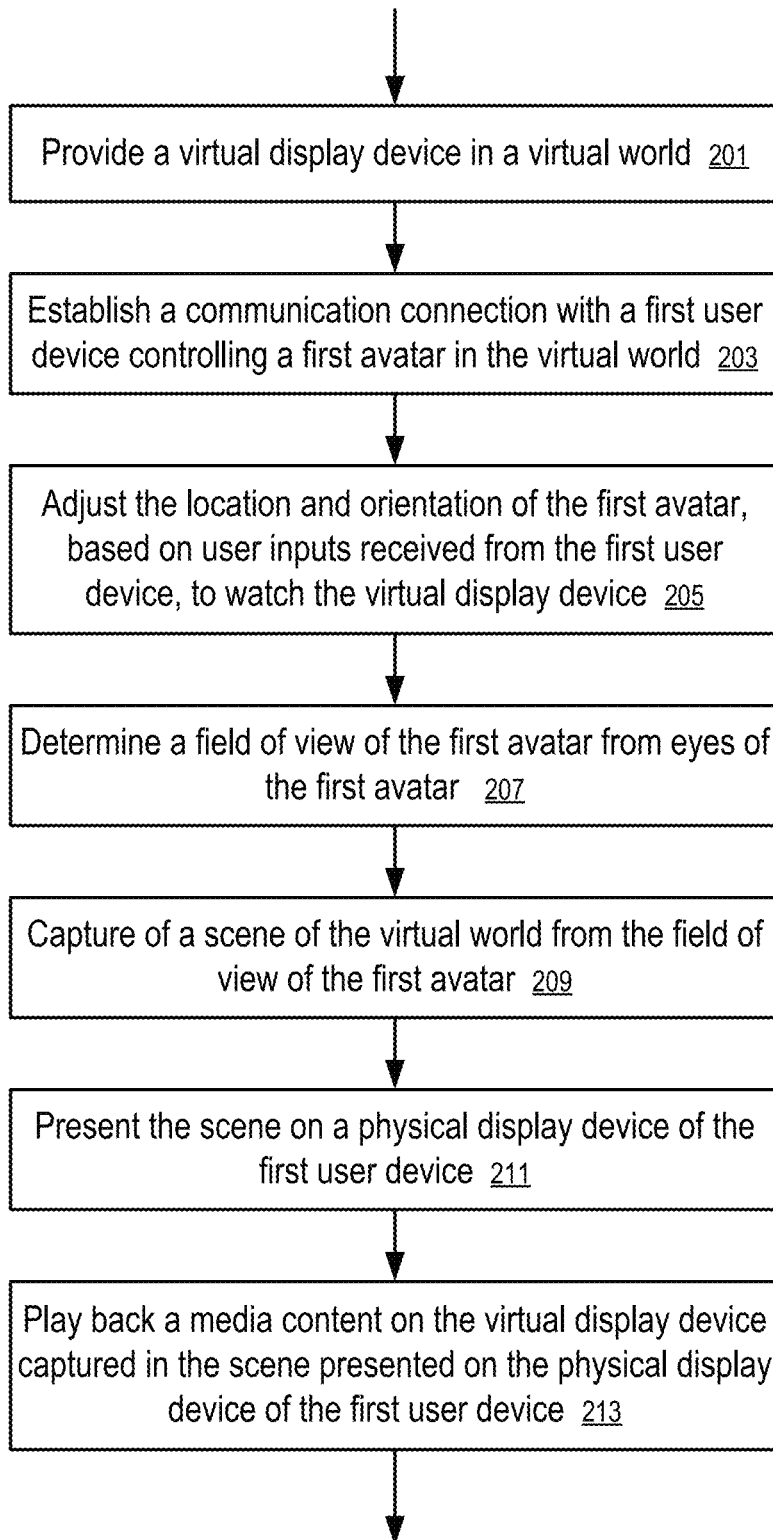 Provide a virtual display device in a virtual world 201
Establish a communication connection with a first user
device controlling a first avatar in the virtual world 203
Adjust the location and orientation of the first avatar,
based on user inputs received from the first user
device, to watch the virtual display device 205
Determine a field of view of the first avatar from eyes of
the first avatar 207
Capture of a scene of the virtual world from the field of
view of the first avatar 209
Present the scene on a physical display device of the
first user device 211
Play back a media content on the virtual display device
captured in the scene presented on the physical display
device of the first user device 213